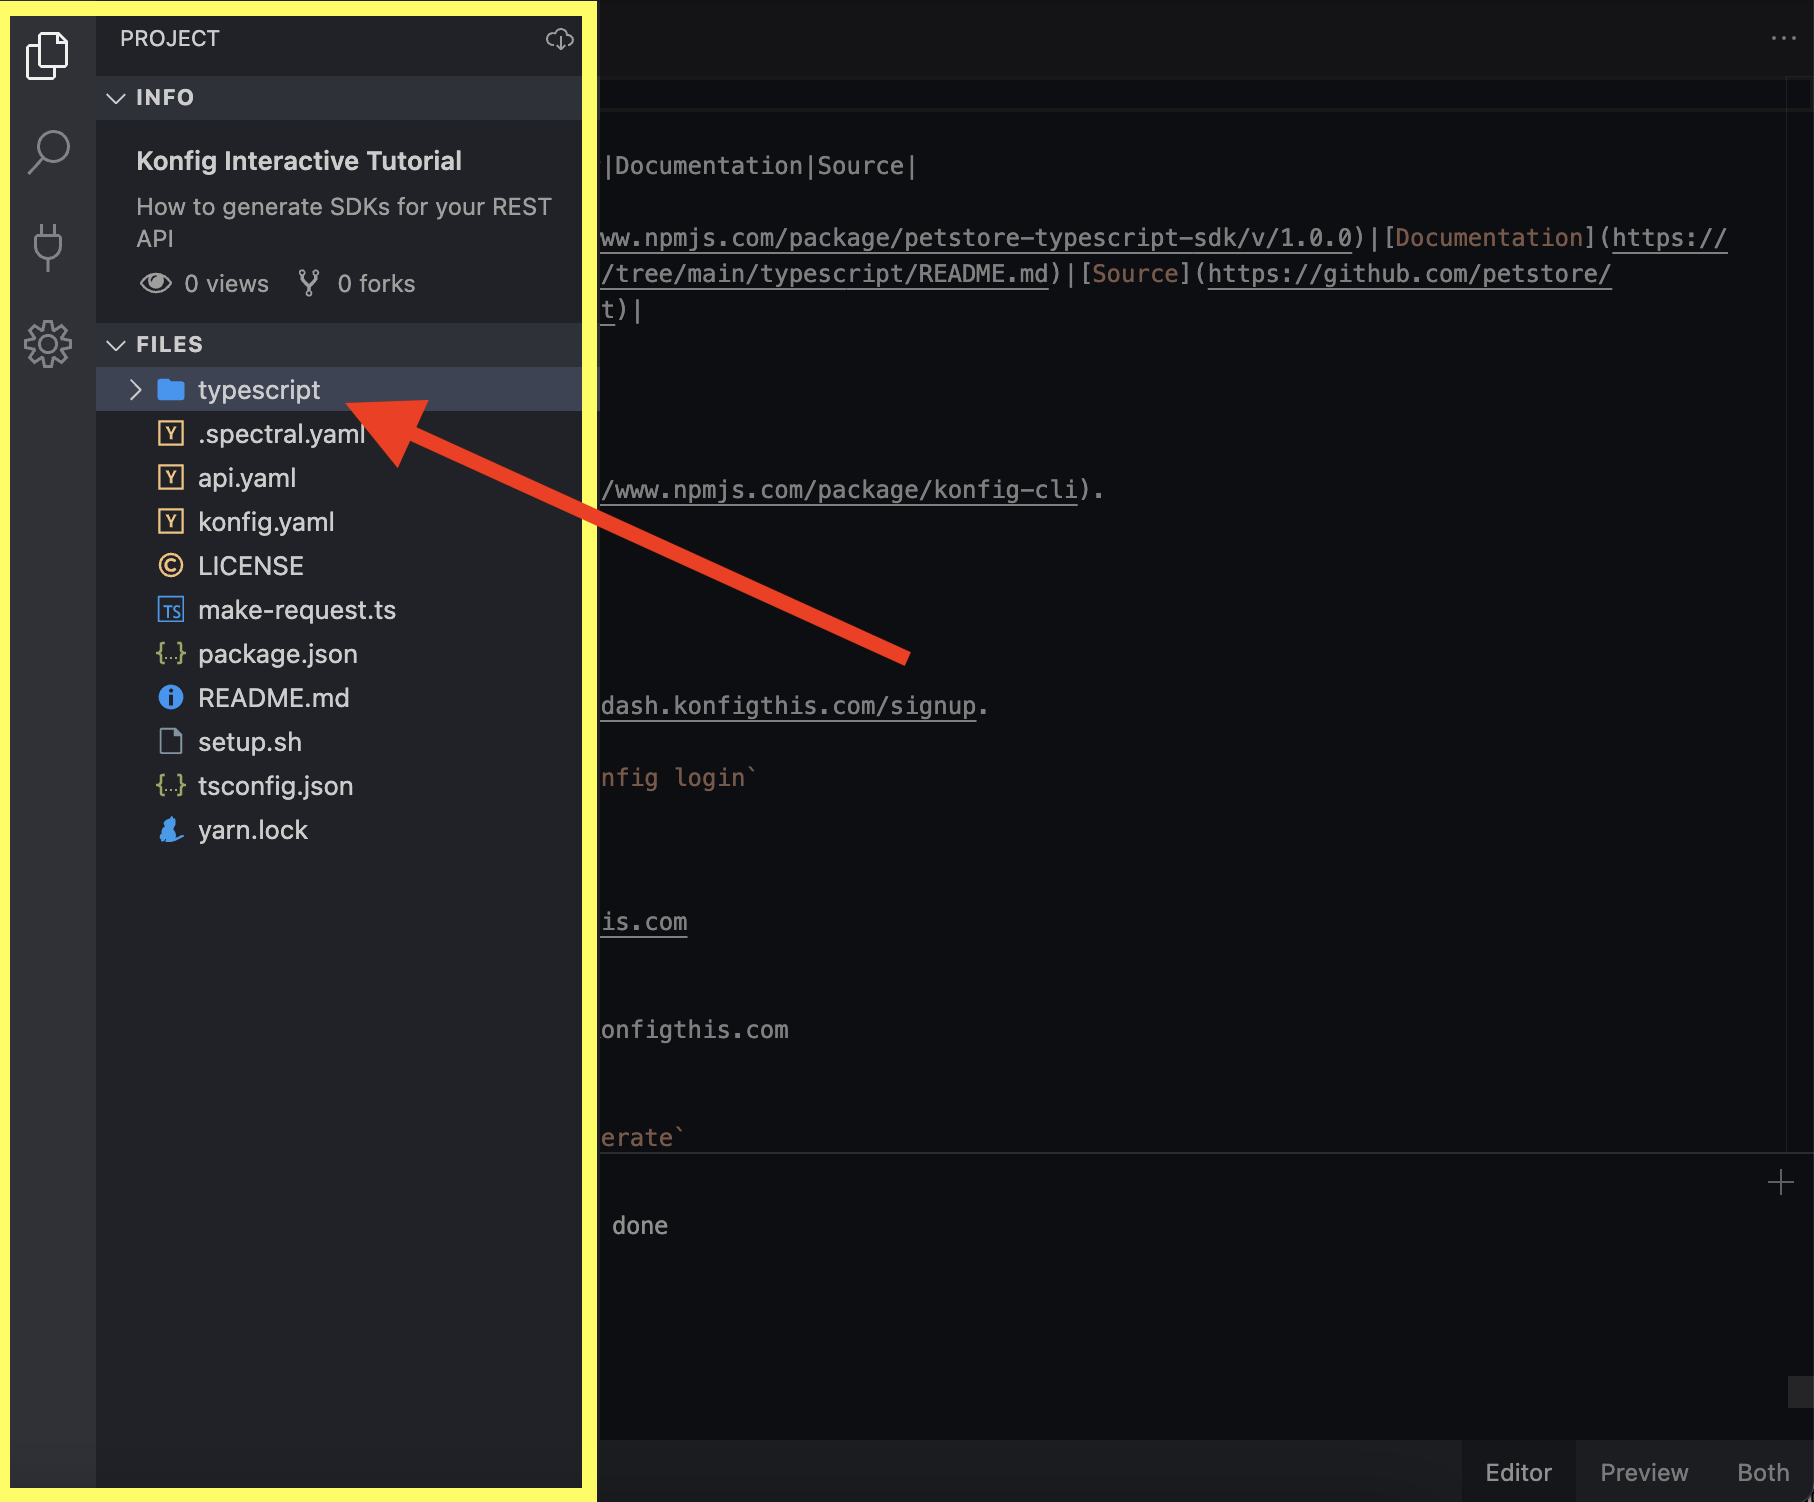 PROJECT
INFO
Konfig Interactive Tutorial
How to generate SDKs for your REST
API
0 views 0 forks
FILES
typescript
.spectral.yaml
api.yaml
konfig.yaml
LICENSE
TS make-request.ts
package.json
README.md
setup.sh
tsconfig.json
yarn.lock
|Documentation|Source|
ww.npmjs.com/package/petstore-typescript-sdk/v/1.0.0)|[Documentation](https://
/tree/main/typescript/README.md)|[Source](https://github.com/petstore/
t)|
/www.npmjs.com/package/konfig-cli).
dash.konfigthis.com/signup.
nfig login`
is.com
onfigthis.com
erate`
done
Editor Preview Both